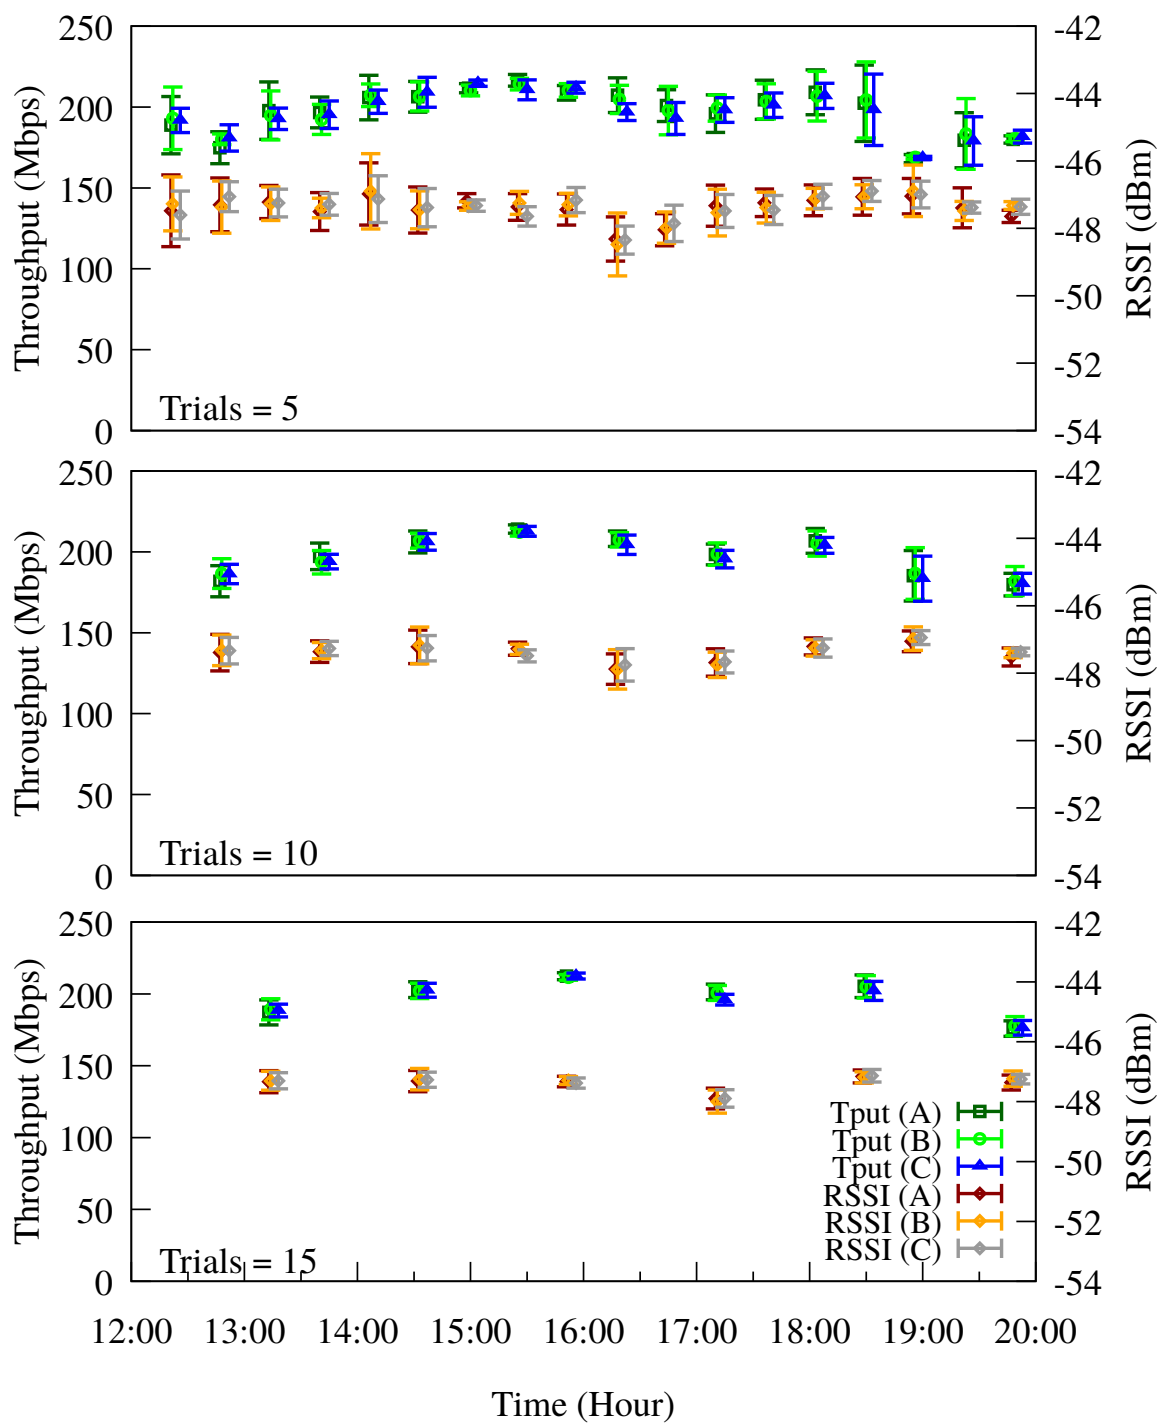 250
200
150
100
50
0
Throughput (Mbps)
-42
-44
-46
-48
-50
-52
-54
RSSI (dBm)
Trials = 5
250
200
150
100
50
0
Throughput (Mbps)
-42
-44
-46
-48
-50
-52
-54
RSSI (dBm)
Trials = 10
250
200
150
100
50
0
Throughput (Mbps)
-42
-44
-46
-48
-50
-52
-54
RSSI (dBm)
Tput (A)
Tput (B)
Tput (C)
RSSI (A)
RSSI (B)
RSSI (C)
Trials = 15
12:00 13:00 14:00 15:00 16:00 17:00 18:00 19:00 20:00
Time (Hour)